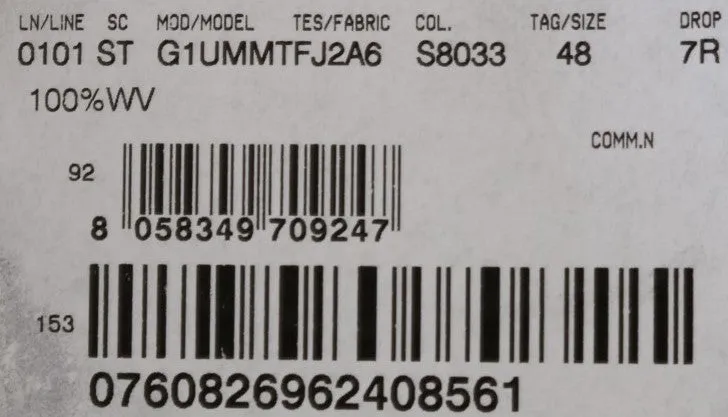 LN/LINE SC MOD/MODEL TES/FABRIC COL. TAG/SIZE DROP
0101 ST G1UMMTFJ2A6 S8033 48 7R
100%WV
COMM.N
92
8 058349 709247
153
0760826962408561